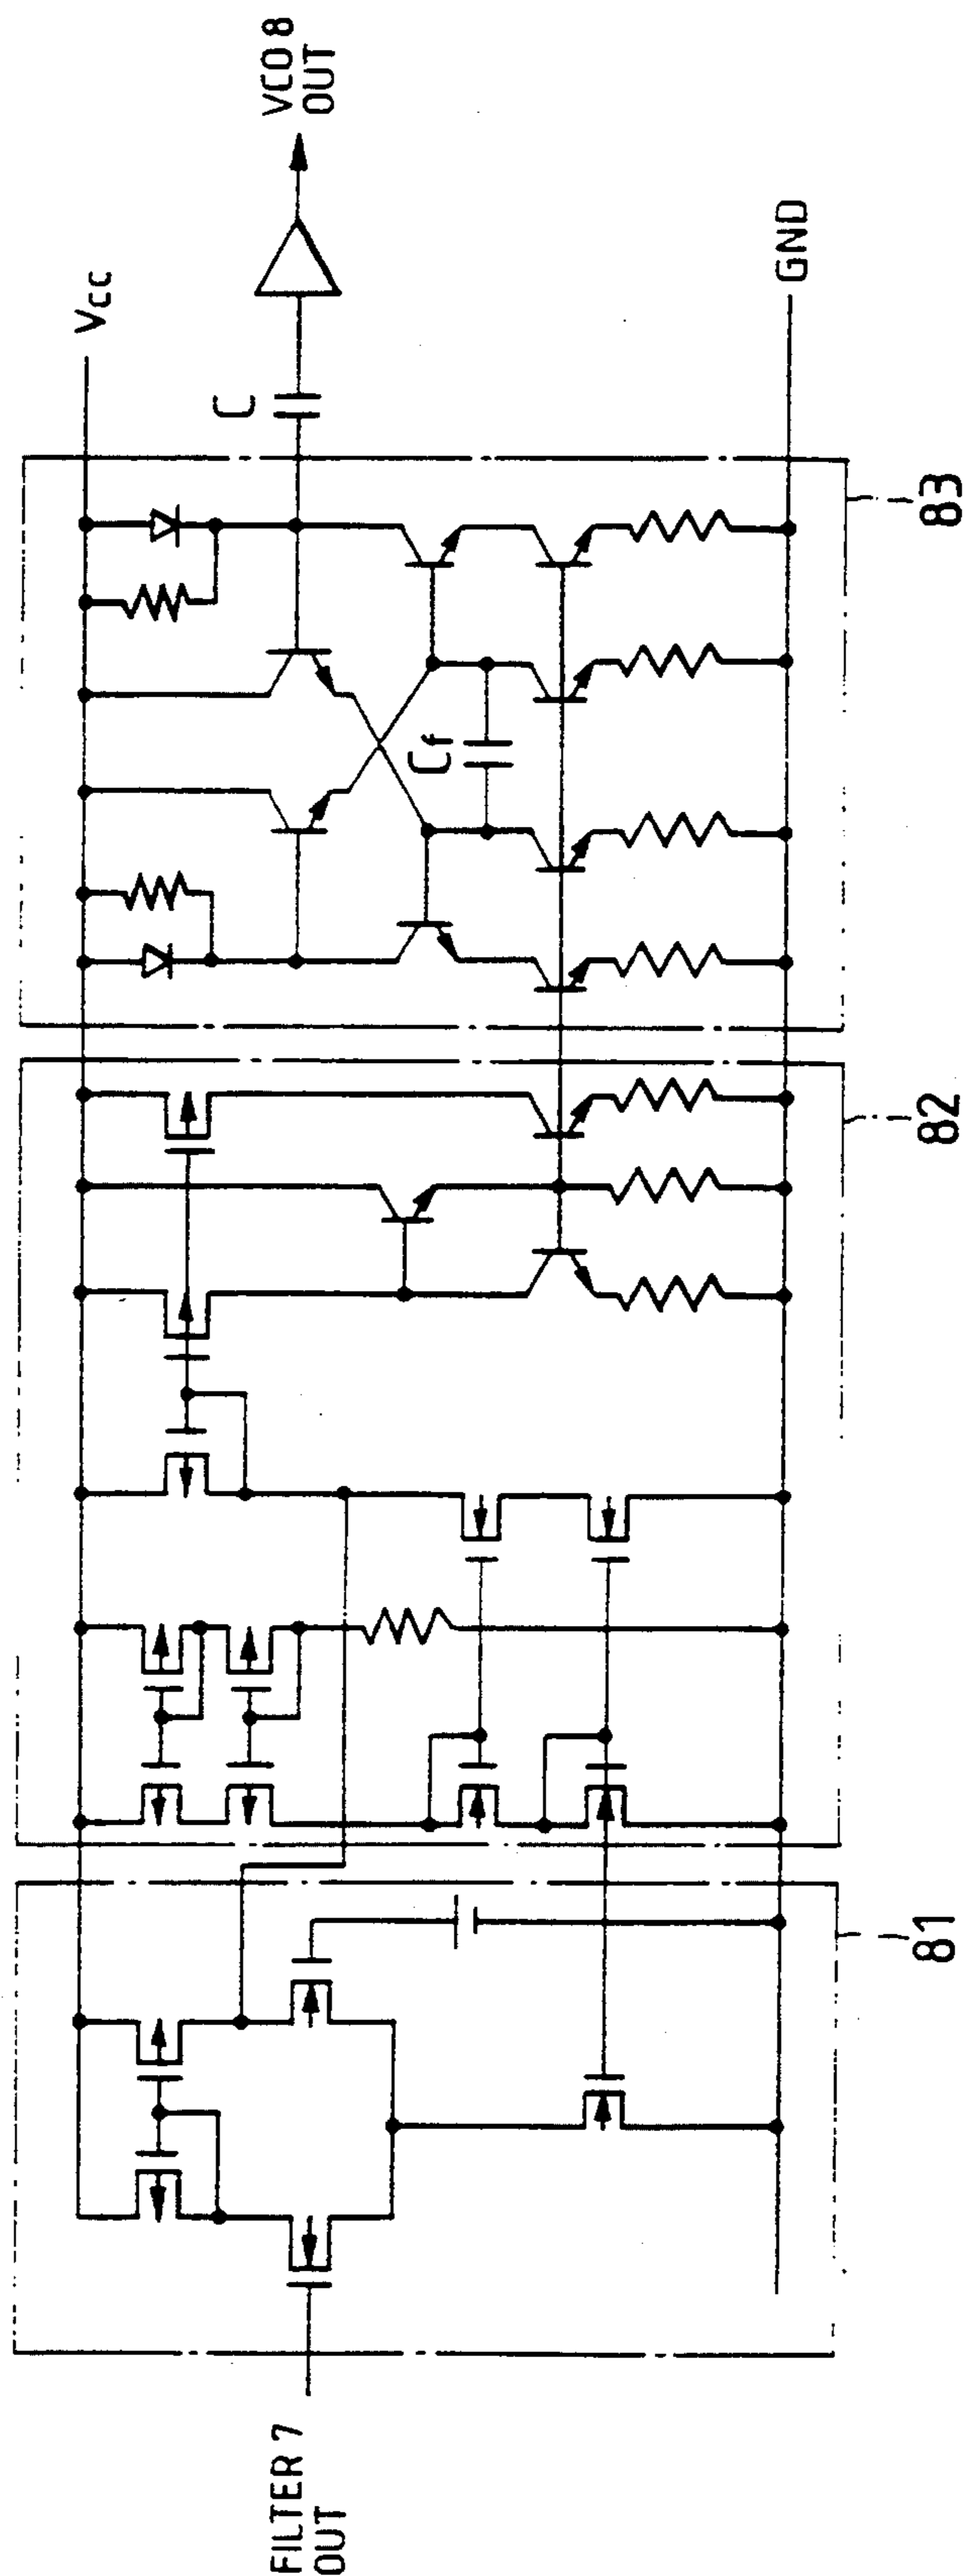 FILTER 7
OUT
81
82
83
Vcc
GND
Cf
C
VCO 8
OUT